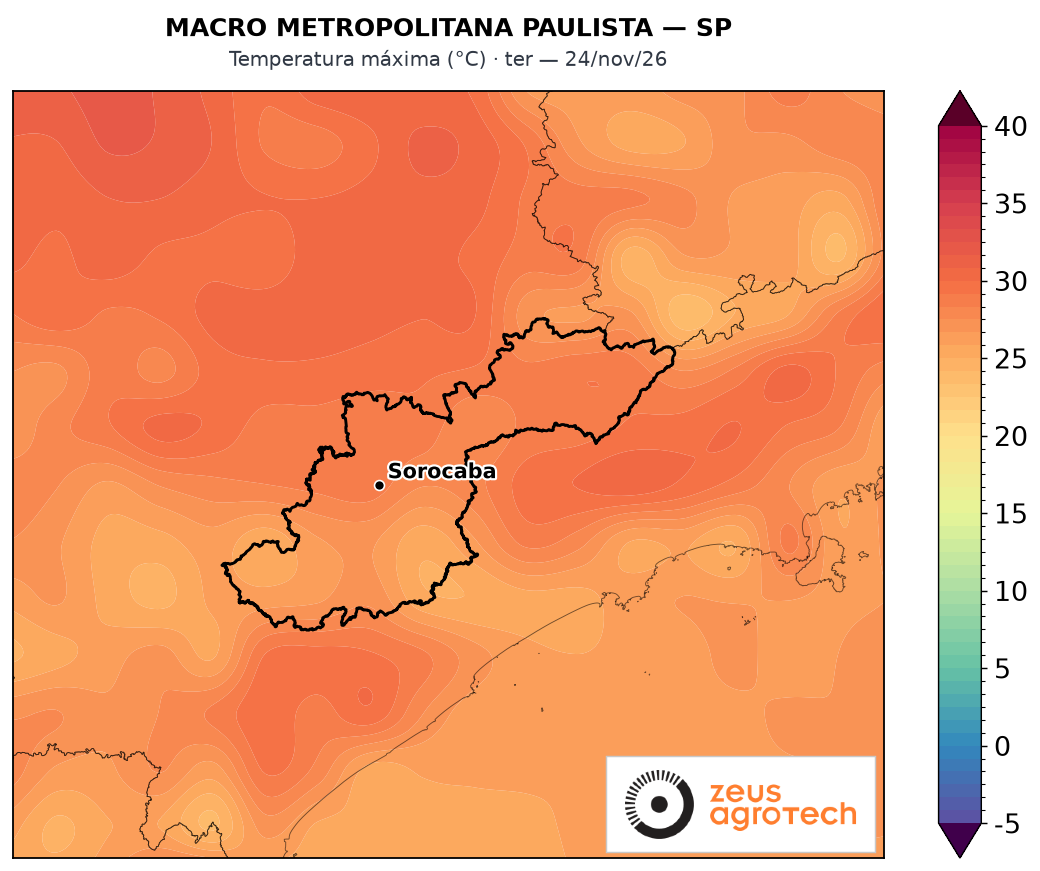 MACRO METROPOLITANA PAULISTA — SP
Temperatura máxima (°C) · ter — 24/nov/26
Sorocaba
40
35
30
25
20
15
10
5
0
-5
zeus
agrotech